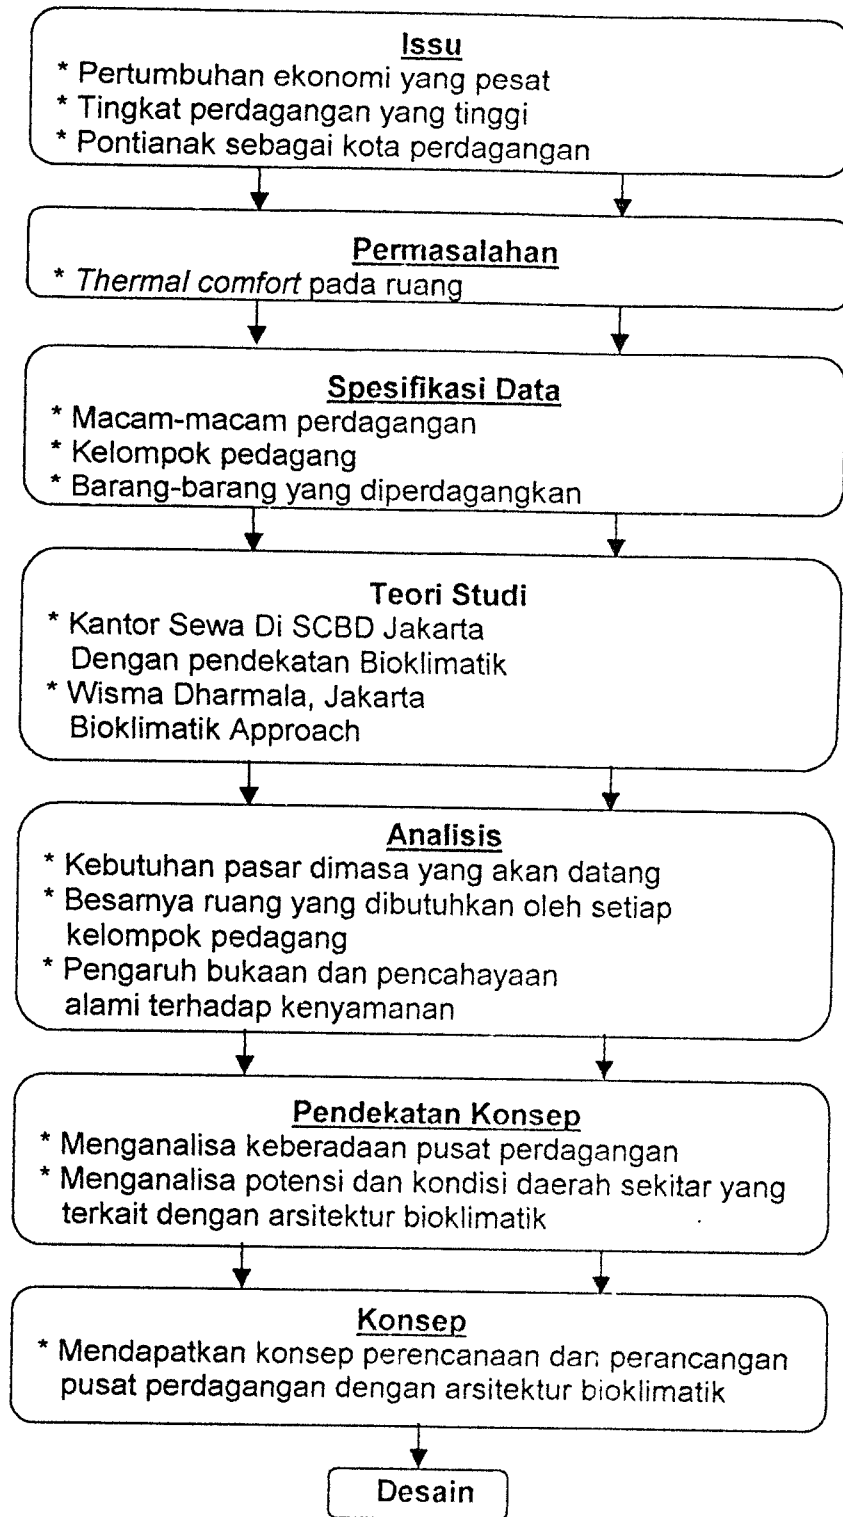 Issu
* Pertumbuhan ekonomi yang pesat
* Tingkat perdagangan yang tinggi
* Pontianak sebagai kota perdagangan
Permasalahan
* Thermal comfort pada ruang
Spesifikasi Data
* Macam-macam perdagangan
* Kelompok pedagang
* Barang-barang yang diperdagangkan
Teori Studi
* Kantor Sewa Di SCBD Jakarta
Dengan pendekatan Bioklimatik
* Wisma Dharmala, Jakarta
Bioklimatik Approach
Analisis
* Kebutuhan pasar dimasa yang akan datang
* Besarnya ruang yang dibutuhkan oleh setiap
kelompok pedagang
* Pengaruh bukaan dan pencahayaan
alami terhadap kenyamanan
Pendekatan Konsep
* Menganalisa keberadaan pusat perdagangan
* Menganalisa potensi dan kondisi daerah sekitar yang
terkait dengan arsitektur bioklimatik
Konsep
* Mendapatkan konsep perencanaan dan perancangan
pusat perdagangan dengan arsitektur bioklimatik
Desain